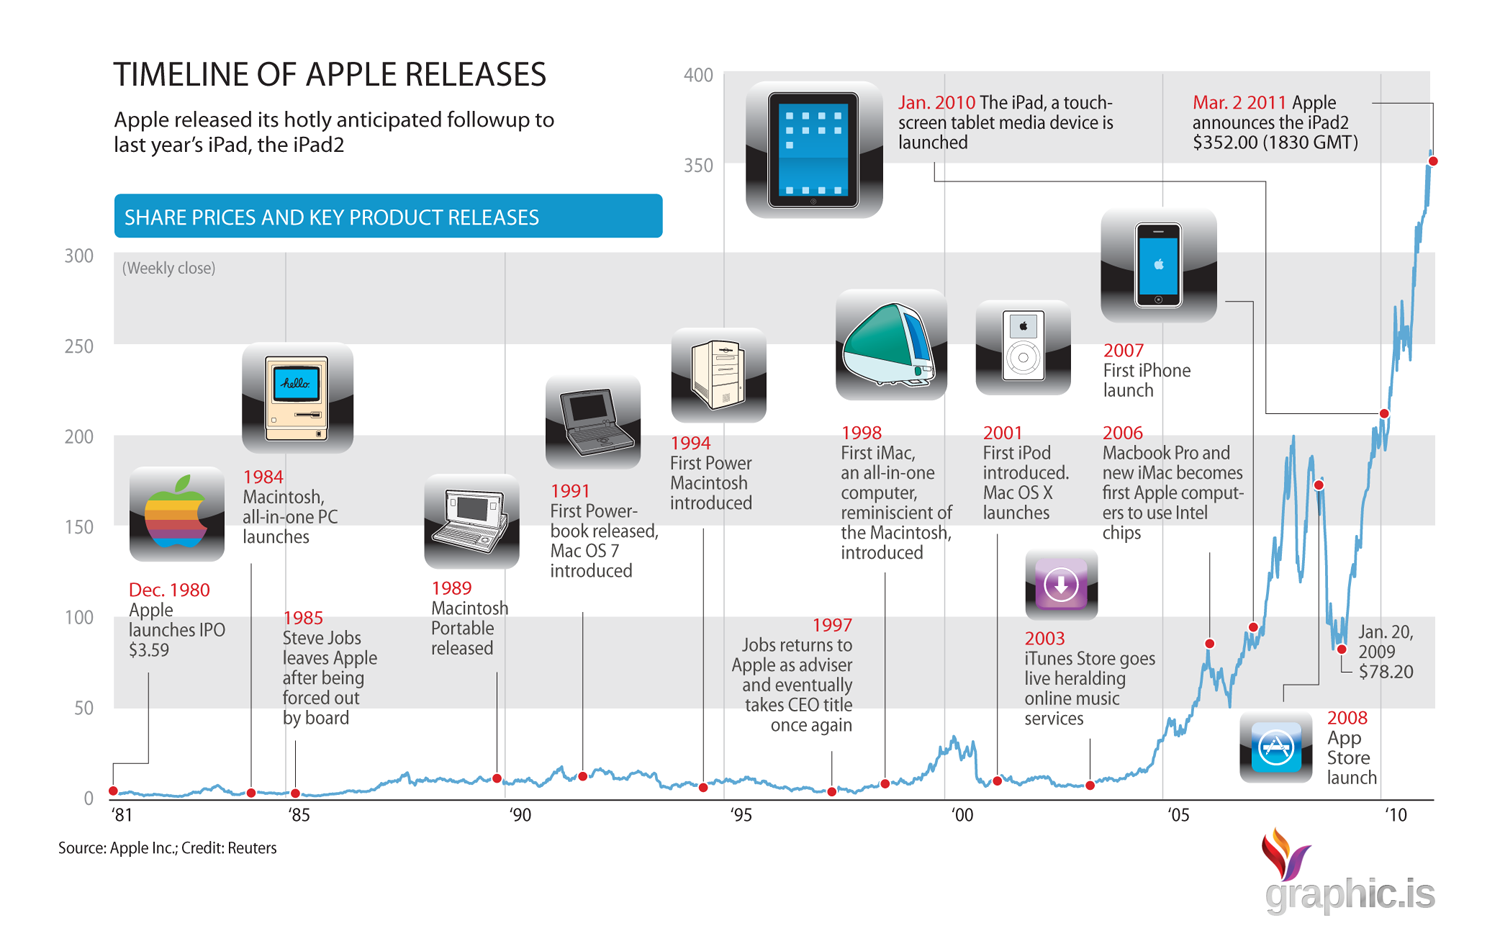 TIMELINE OF APPLE RELEASES
Apple released its hotly anticipated followup to
last year’s iPad, the iPad2
SHARE PRICES AND KEY PRODUCT RELEASES
(Weekly close)
400
350
300
250
200
150
100
50
0
Dec. 1980
Apple
launches IPO
$3.59
hello.
1984
Macintosh,
all-in-one PC
launches
1985
Steve Jobs
leaves Apple
after being
forced out
by board
1989
Macintosh
Portable
released
1991
First Power-
book released,
Mac OS 7
introduced
1994
First Power
Macintosh
introduced
1997
Jobs returns to
Apple as adviser
and eventually
takes CEO title
once again
1998
First iMac,
an all-in-one
computer,
reminiscent of
the Macintosh,
introduced
2001
First iPod
introduced.
Mac OS X
launches
2003
iTunes Store goes
live heralding
online music
services
2006
Macbook Pro and
new iMac becomes
first Apple comput-
ers to use Intel
chips
2007
First iPhone
launch
2008
App
Store
launch
Jan. 20,
2009
$78.20
Jan. 2010 The iPad, a touch-
screen tablet media device is
launched
Mar. 2 2011 Apple
announces the iPad2
$352.00 (1830 GMT)
‘81
‘85
‘90
‘95
‘00
‘05
‘10
Source: Apple Inc.; Credit: Reuters
graphic.is